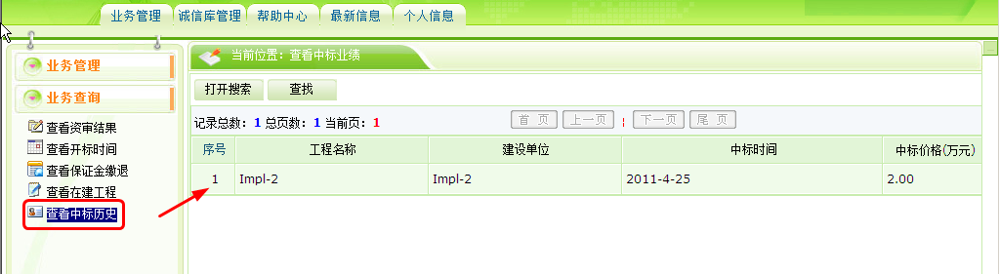 业务管理 诚信库管理 帮助中心 最新信息 个人信息
业务管理
业务查询
查看资审结果
查看开标时间
查看保证金缴退
查看在建工程
查看中标历史
当前位置：查看中标业绩
打开搜索 查找
记录总数：1 总页数：1 当前页：1 首 页 上一页 ¦ 下一页 尾 页
序号 工程名称 建设单位 中标时间 中标价格(万元)
1 Impl-2 Impl-2 2011-4-25 2.00